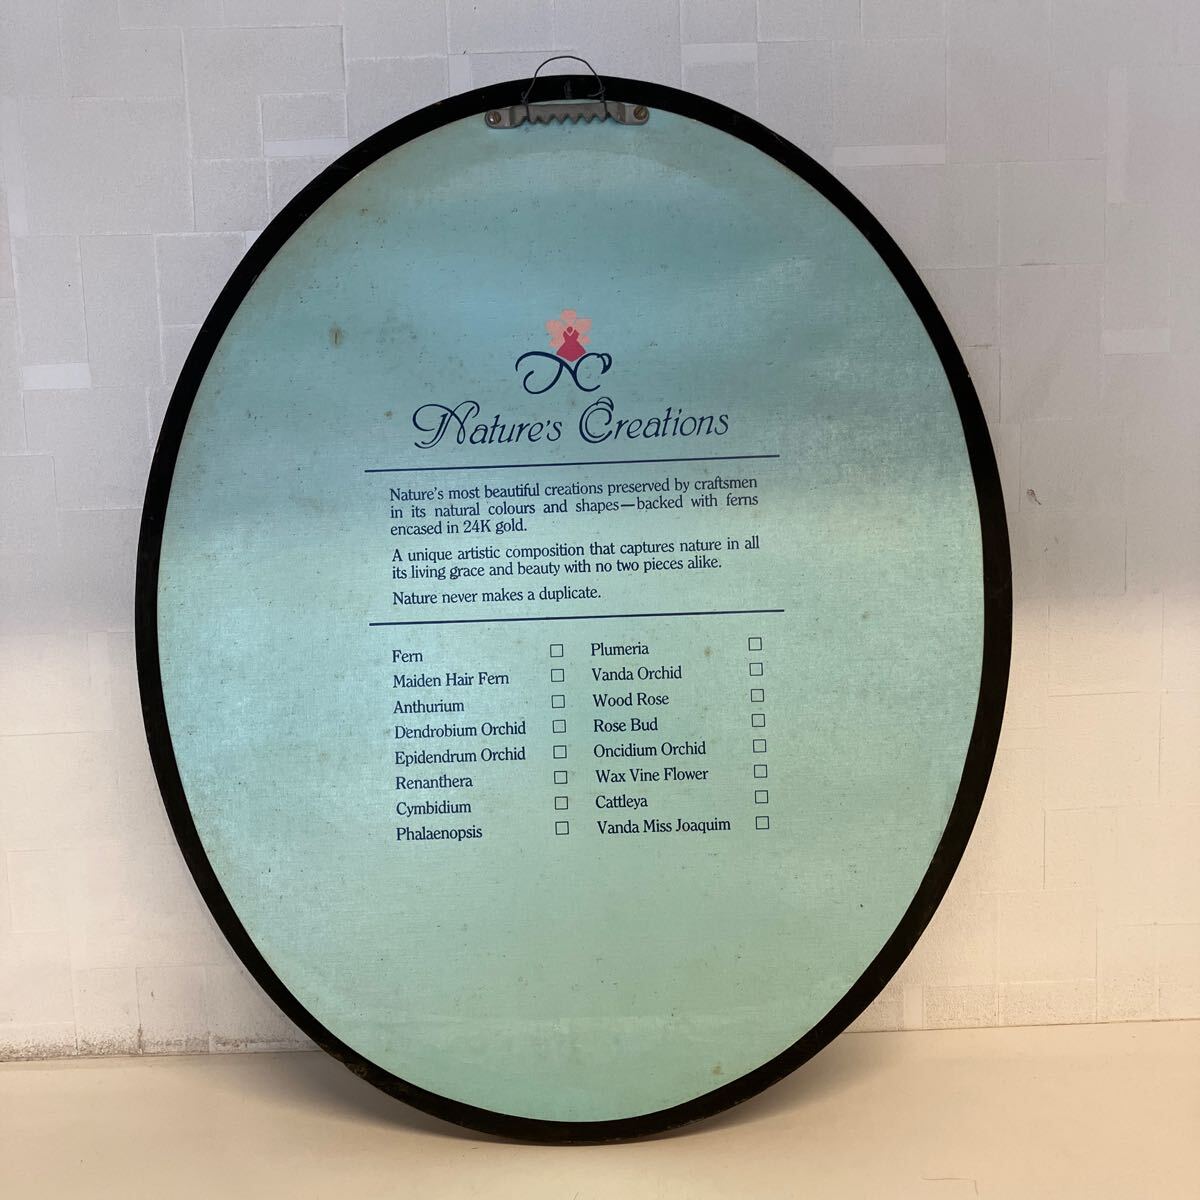 NC
Nature's Creations
Nature's most beautiful creations preserved by craftsmen
in its natural colours and shapes—backed with ferns
encased in 24K gold.
A unique artistic composition that captures nature in all
its living grace and beauty with no two pieces alike.
Nature never makes a duplicate.
Fern □
Maiden Hair Fern □
Anthurium □
Dendrobium Orchid □
Epidendrum Orchid □
Renanthera □
Cymbidium □
Phalaenopsis □
Plumeria □
Vanda Orchid □
Wood Rose □
Rose Bud □
Oncidium Orchid □
Wax Vine Flower □
Cattleya □
Vanda Miss Joaquim □